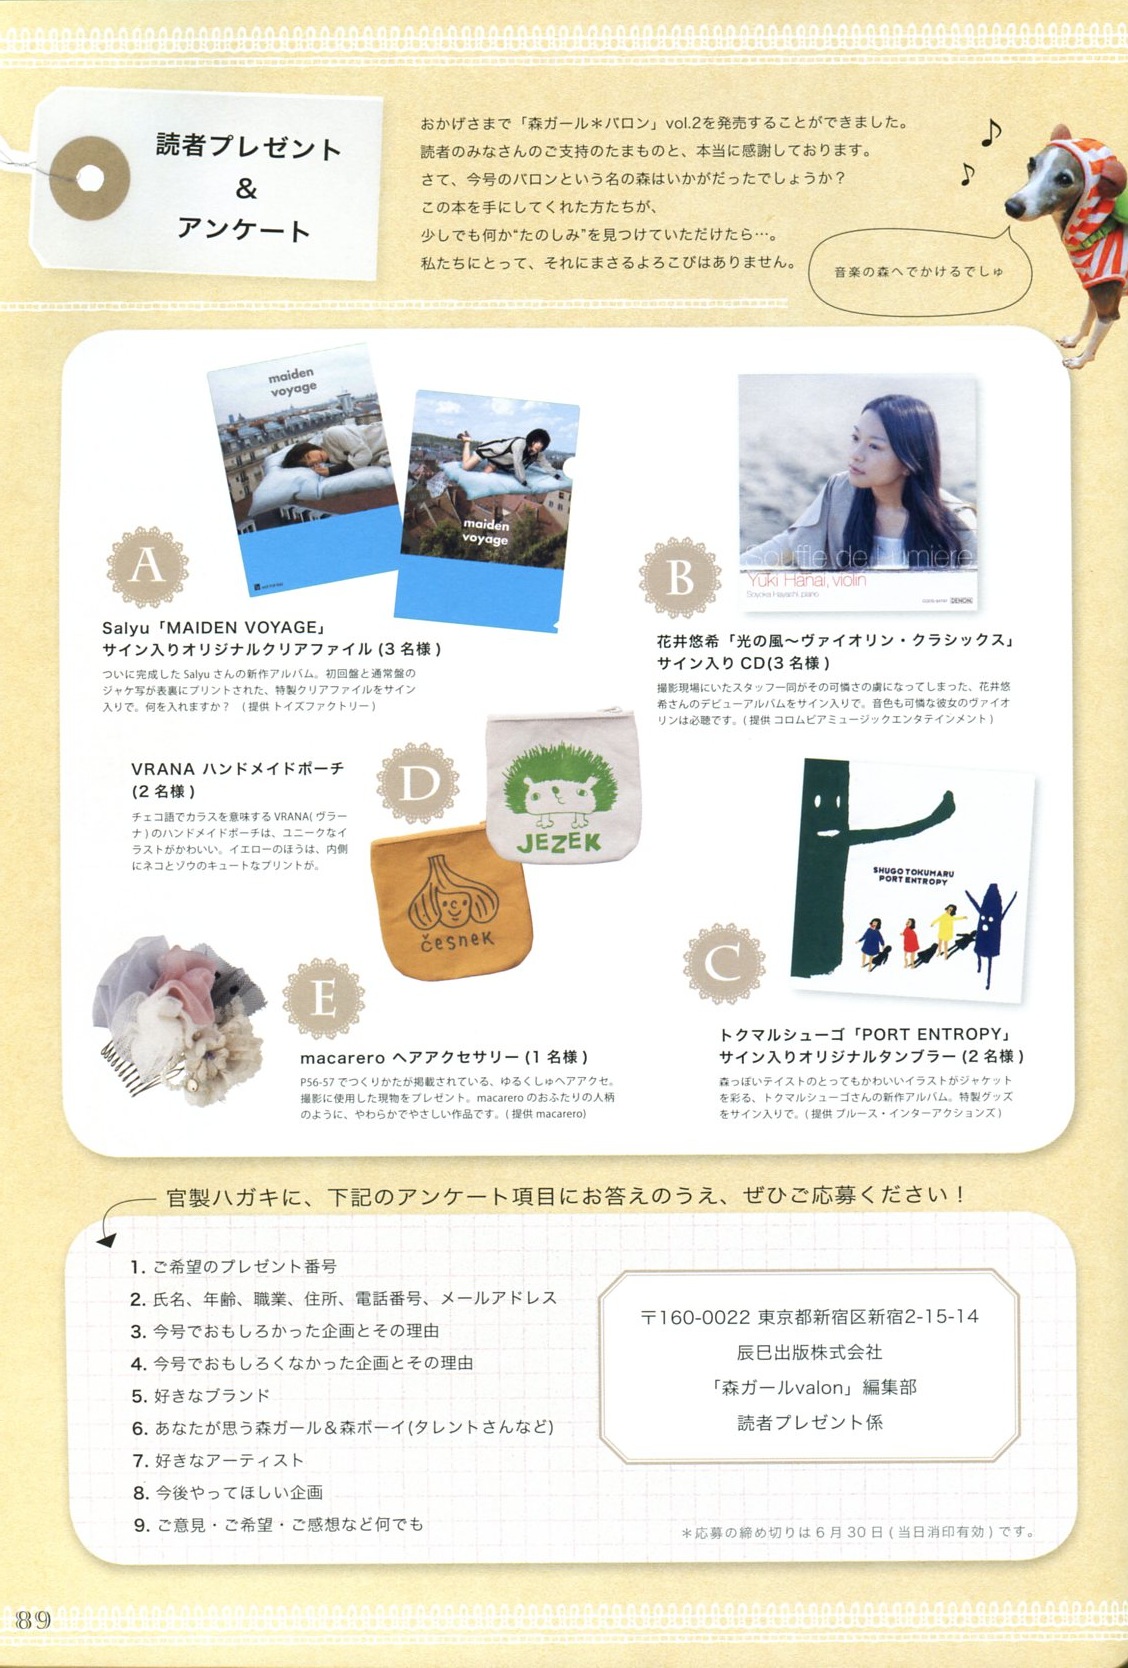 読者プレゼント
&
アンケート
おかげさまで「森ガール＊バロン」vol.2を発売することができました。
読者のみなさんのご支持のたまものと、本当に感謝しております。
さて、今号のバロンという名の森はいかがだったでしょうか？
この本を手にしてくれた方たちが、
少しでも何か“たのしみ”を見つけていただけたら…。
私たちにとって、それにまさるよろこびはありません。
音楽の森へでかけるでしゅ
maiden
voyage
maiden
voyage
A
Salyu「MAIDEN VOYAGE」
サイン入りオリジナルクリアファイル (3 名様 )
ついに完成した Salyu さんの新作アルバム。初回盤と通常盤の
ジャケ写が表裏にプリントされた、特製クリアファイルをサイン
入りで。何を入れますか？　( 提供 トイズファクトリー )
Souffle de Lumiere
Yuki Hanai, violin
Sayaka Hayashi, piano
DENON
B
花井悠希「光の風～ヴァイオリン・クラシックス」
サイン入り CD(3 名様 )
撮影現場にいたスタッフ一同がその可憐さの虜になってしまった、花井悠
希さんのデビューアルバムをサイン入りで。音色も可憐な彼女のヴァイオ
リンは必聴です。( 提供 コロムビアミュージックエンタテインメント )
VRANA ハンドメイドポーチ
(2 名様 )
チェコ語でカラスを意味する VRANA( ヴラー
ナ ) のハンドメイドポーチは、ユニークなイ
ラストがかわいい。イエローのほうは、内側
にネコとゾウのキュートなプリントが。
D
JEZEK
česnek
SHUGO TOKUMARU
PORT ENTROPY
C
トクマルシューゴ「PORT ENTROPY」
サイン入りオリジナルタンブラー (2 名様 )
森っぽいテイストのとってもかわいいイラストがジャケット
を彩る、トクマルシューゴさんの新作アルバム。特製グッズ
をサイン入りで。( 提供 ブルース・インターアクションズ )
E
macarero ヘアアクセサリー (1 名様 )
P56-57 でつくりかたが掲載されている、ゆるくしゅヘアアクセ。
撮影に使用した現物をプレゼント。macarero のおふたりの人柄
のように、やわらかでやさしい作品です。( 提供 macarero)
官製ハガキに、下記のアンケート項目にお答えのうえ、ぜひご応募ください！
1. ご希望のプレゼント番号
2. 氏名、年齢、職業、住所、電話番号、メールアドレス
3. 今号でおもしろかった企画とその理由
4. 今号でおもしろくなかった企画とその理由
5. 好きなブランド
6. あなたが思う森ガール＆森ボーイ(タレントさんなど)
7. 好きなアーティスト
8. 今後やってほしい企画
9. ご意見・ご希望・ご感想など何でも
〒160-0022 東京都新宿区新宿2-15-14
辰巳出版株式会社
「森ガールvalon」編集部
読者プレゼント係
＊応募の締め切りは 6 月 30 日 ( 当日消印有効 ) です。
89